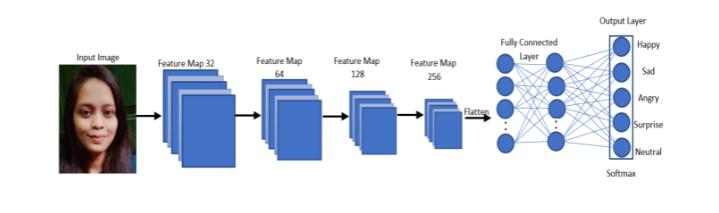 Input Image
Feature Map 32
Feature Map
64
Feature Map
128
Feature Map
256
Flatten
Fully Connected
Layer
Output Layer
Happy
Sad
Angry
Surprise
Neutral
Softmax